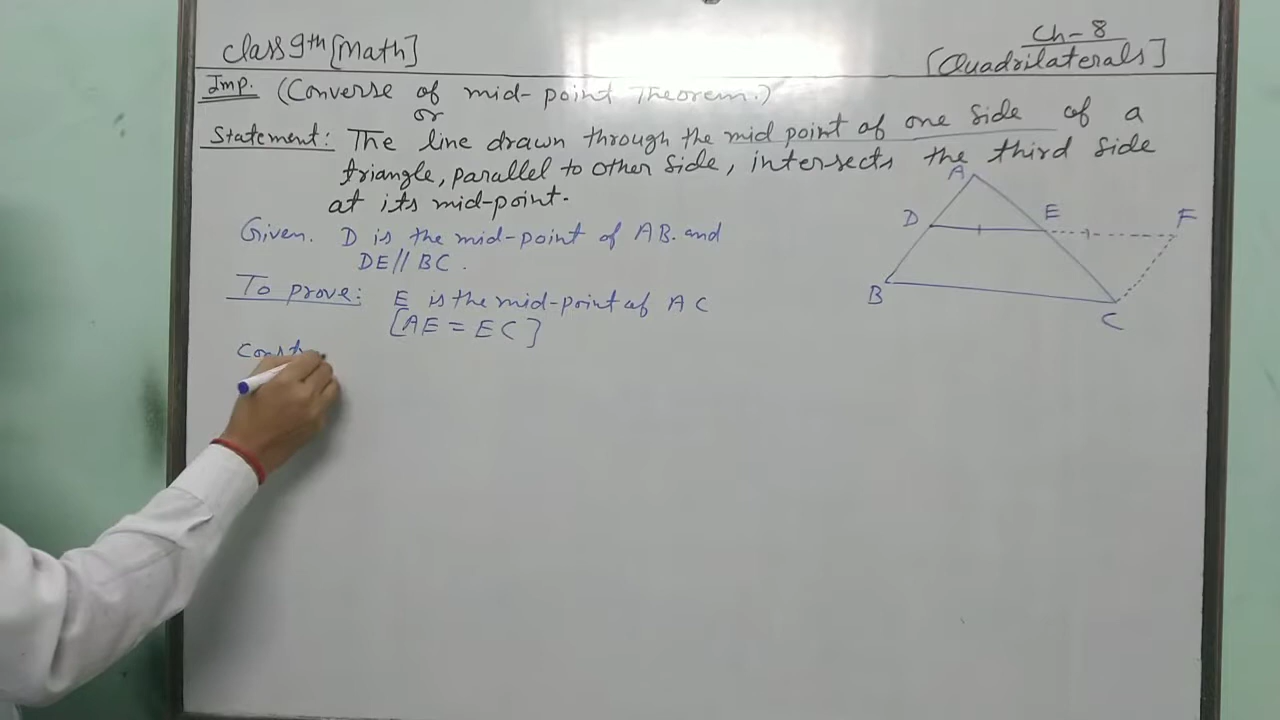 Class 9th [Math]
Ch-8
[Quadrilaterals]
Imp. (Converse of mid-point Theorem.)
or
Statement: The line drawn through the mid point of one side of a
triangle, parallel to other side, intersects the third side
at its mid-point.
Given. D is the mid-point of AB. and
DE // BC.
To prove: E is the mid-point of AC
[AE = EC]
Const
A
D
E
F
B
C